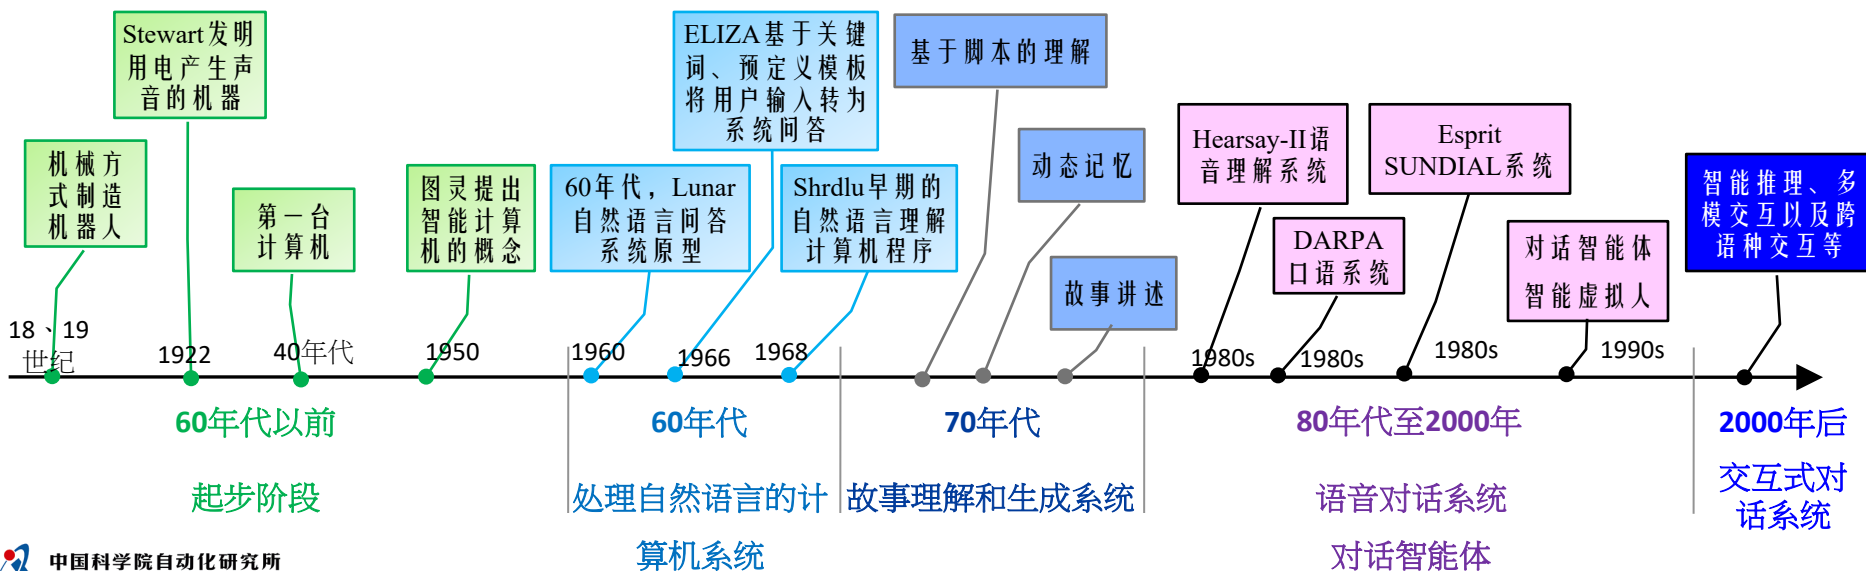 Stewart发明
用电产生声
音的机器
机械方
式制造
机器人
第一台
计算机
图灵提出
智能计算
机的概念
ELIZA基于关键
词、预定义模板
将用户输入转为
系统问答
60年代，Lunar
自然语言问答
系统原型
Shrdlu早期的
自然语言理解
计算机程序
基于脚本的理解
动态记忆
故事讲述
Hearsay-II语
音理解系统
DARPA
口语系统
Esprit
SUNDIAL系统
对话智能体
智能虚拟人
智能推理、多
模交互以及跨
语种交互等
18、19
世纪
1922
40年代
1950
1960
1966
1968
1980s
1980s
1980s
1990s
60年代以前
60年代
70年代
80年代至2000年
2000年后
起步阶段
处理自然语言的计
算机系统
故事理解和生成系统
语音对话系统
对话智能体
交互式对
话系统
中国科学院自动化研究所